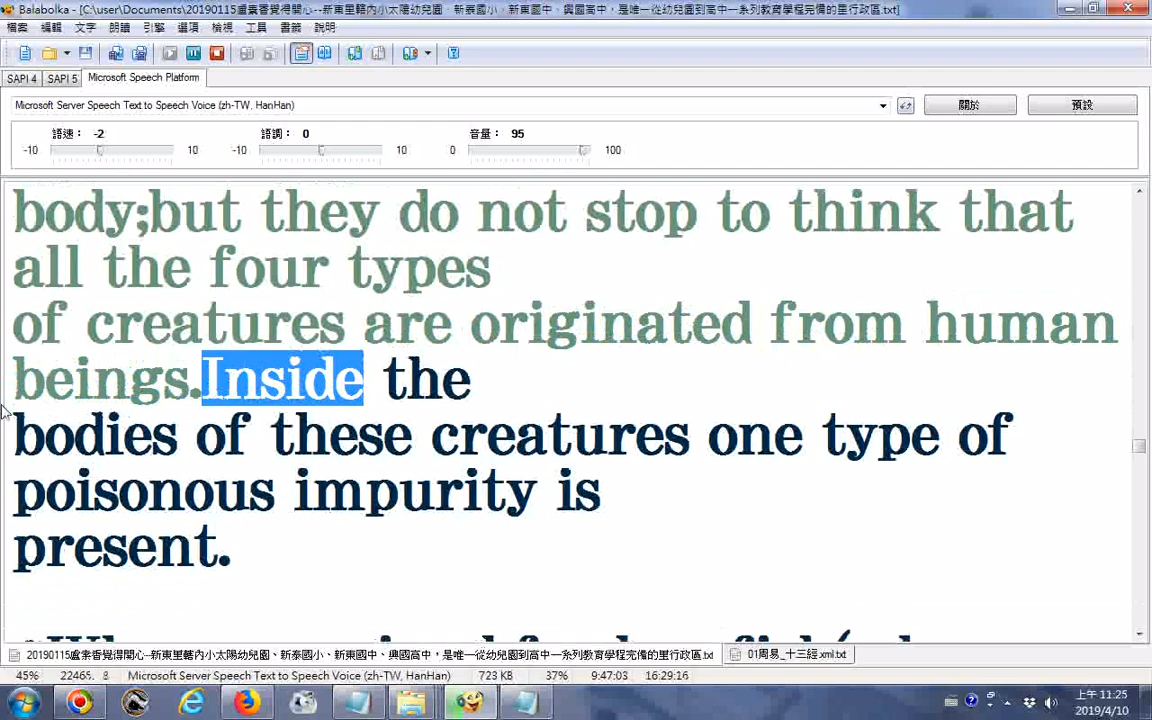 Balabolka - [C:\user\Documents\20190115盧素香覺得開心--新東里轄內小太陽幼兒園、新泰國小、新東國中、興國高中，是唯一從幼兒園到高中一系列教育學程完備的里行政區.txt]
檔案 編輯 文字 朗讀 引擎 選項 檢視 工具 書籤 說明
SAPI 4 SAPI 5 Microsoft Speech Platform
Microsoft Server Speech Text to Speech Voice (zh-TW, HanHan) 關於 預設
語速： -2 語調： 0 音量： 95
-10 10 -10 10 0 100
body;but they do not stop to think that
all the four types
of creatures are originated from human
beings.Inside the
bodies of these creatures one type of
poisonous impurity is
present.
20190115盧素香覺得開心--新東里轄內小太陽幼兒園、新泰國小、新東國中、興國高中，是唯一從幼兒園到高中一系列教育學程完備的里行政區.txt 01周易_十三經.xml.txt
45% 22465. 8 Microsoft Server Speech Text to Speech Voice (zh-TW, HanHan) 723 KB 37% 9:47:03 16:29:16
上午 11:25
2019/4/10